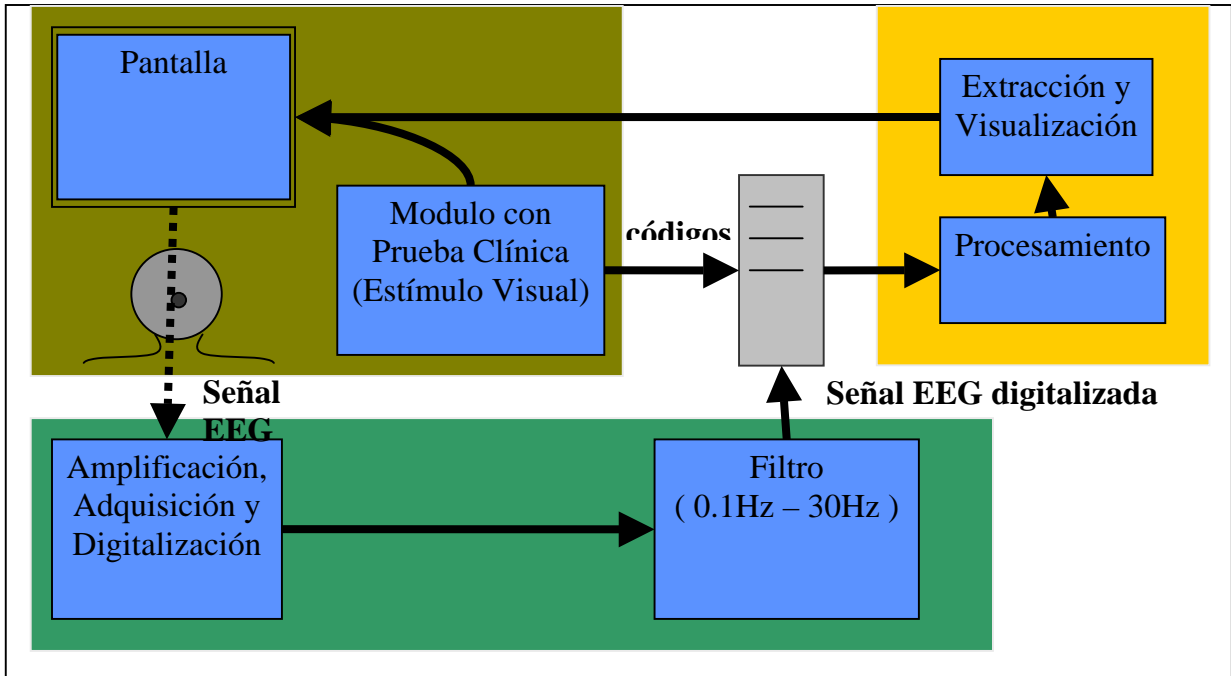 Pantalla
Extracción y
Visualización
Modulo con
Prueba Clínica
(Estímulo Visual)
códigos
Procesamiento
Señal
EEG
Señal EEG digitalizada
Amplificación,
Adquisición y
Digitalización
Filtro
( 0.1Hz – 30Hz )